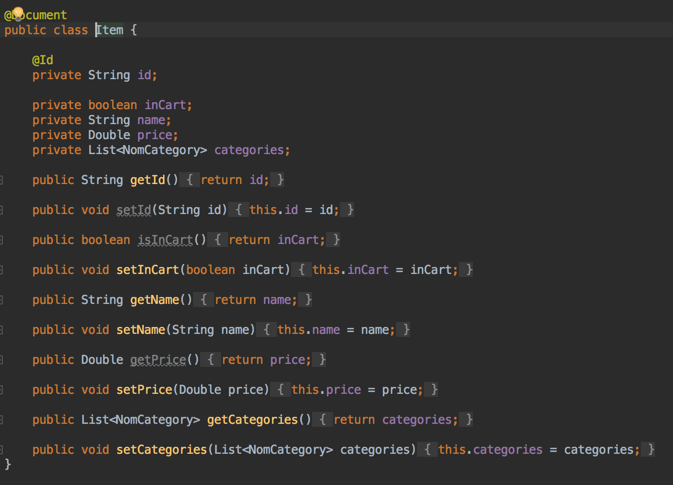 @Document
public class Item {
@Id
private String id;
private boolean inCart;
private String name;
private Double price;
private List<NomCategory> categories;
public String getId() { return id; }
public void setId(String id) { this.id = id; }
public boolean isInCart() { return inCart; }
public void setInCart(boolean inCart) { this.inCart = inCart; }
public String getName() { return name; }
public void setName(String name) { this.name = name; }
public Double getPrice() { return price; }
public void setPrice(Double price) { this.price = price; }
public List<NomCategory> getCategories() { return categories; }
public void setCategories(List<NomCategory> categories) { this.categories = categories; }
}